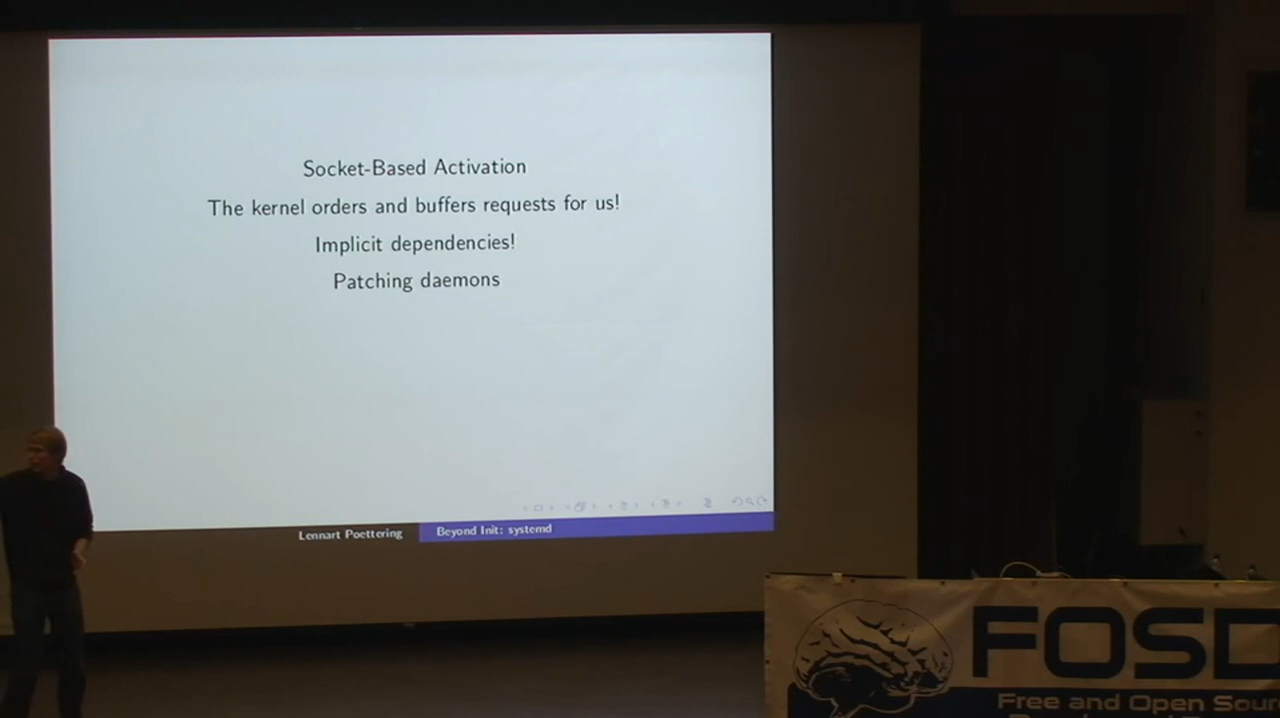 Socket-Based Activation
The kernel orders and buffers requests for us!
Implicit dependencies!
Patching daemons
Lennart Poettering
Beyond Init: systemd
FOSD
Free and Open Sour